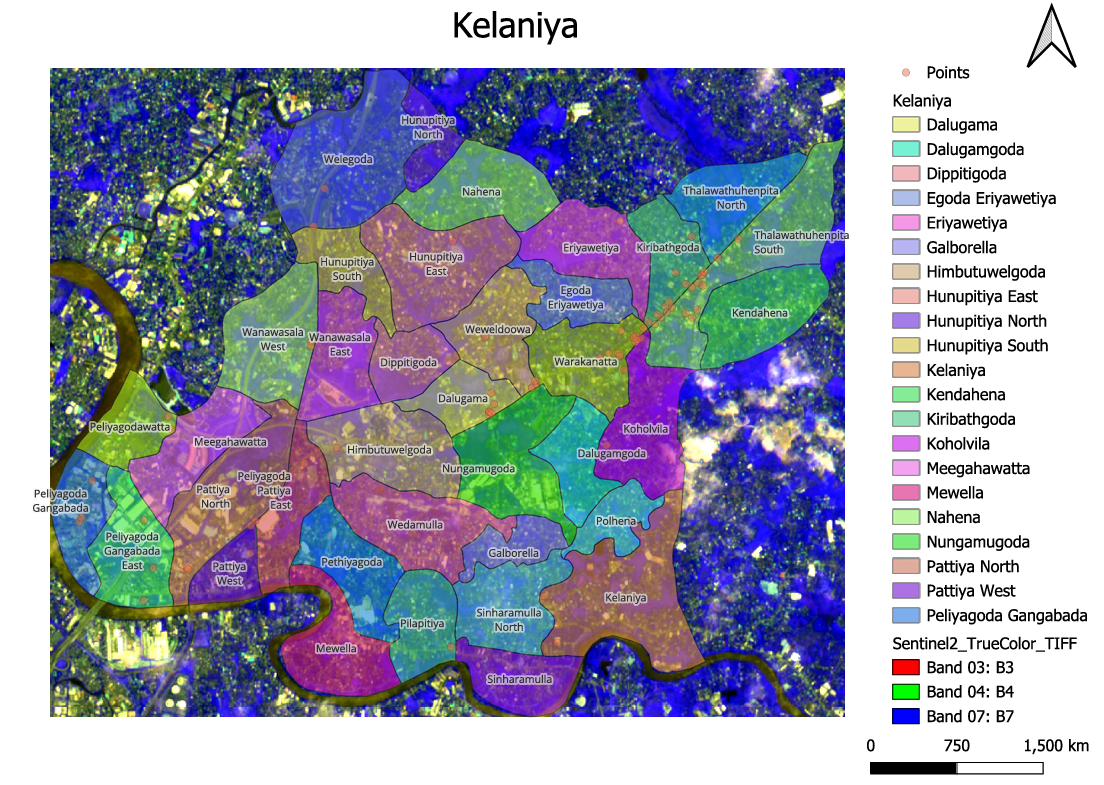 Kelaniya
Hunupitiya
North
Welegoda
Nahena
Thalawathuhenpita
North
Thalawathuhenpita
South
Eriyawetiya
Kiribathgoda
Hunupitiya
South
Hunupitiya
East
Egoda
Eriyawetiya
Kendahena
Wanawasala
West
Wanawasala
East
Weweldoowa
Dippitigoda
Warakanatta
Dalugama
Peliyagodawatta
Meegahawatta
Himbutuwelgoda
Koholvila
Nungamugoda
Dalugamgoda
Peliyagoda
Gangabada
Pattiya
North
Peliyagoda
Pattiya
East
Wedamulla
Polhena
Peliyagoda
Gangabada
East
Pattiya
West
Pethiyagoda
Galborella
Kelaniya
Pilapitiya
Sinharamulla
North
Mewella
Sinharamulla
Points
Kelaniya
Dalugama
Dalugamgoda
Dippitigoda
Egoda Eriyawetiya
Eriyawetiya
Galborella
Himbutuwelgoda
Hunupitiya East
Hunupitiya North
Hunupitiya South
Kelaniya
Kendahena
Kiribathgoda
Koholvila
Meegahawatta
Mewella
Nahena
Nungamugoda
Pattiya North
Pattiya West
Peliyagoda Gangabada
Sentinel2_TrueColor_TIFF
Band 03: B3
Band 04: B4
Band 07: B7
0 750 1,500 km